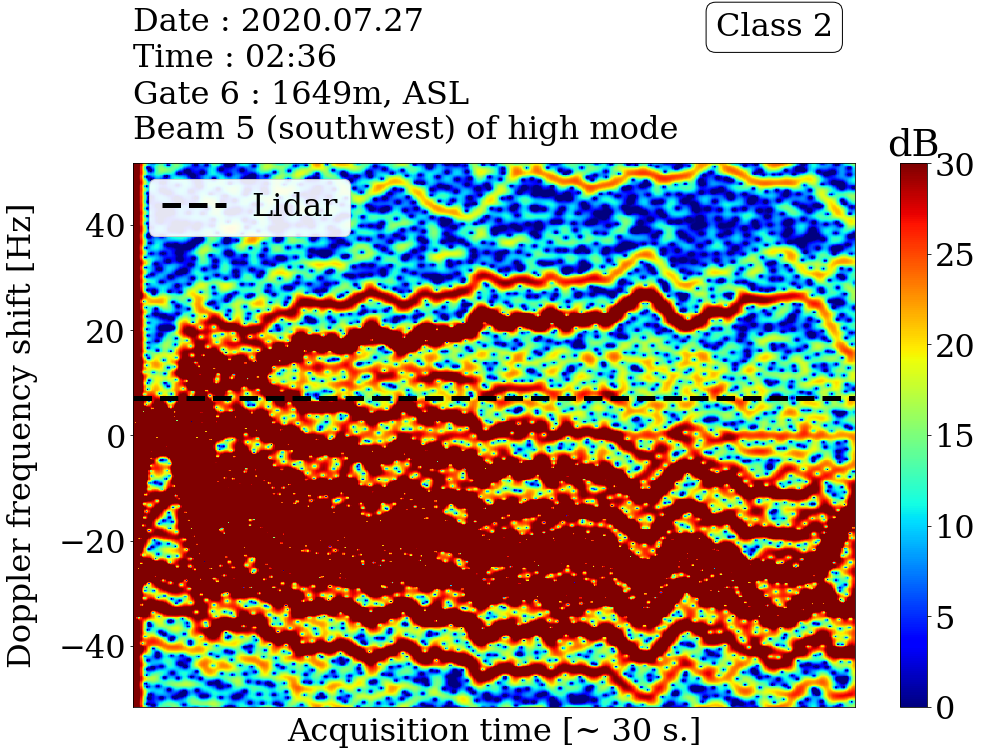 Date : 2020.07.27
Time : 02:36
Gate 6 : 1649m, ASL
Beam 5 (southwest) of high mode
Class 2
dB
Lidar
Doppler frequency shift [Hz]
40
20
0
−20
−40
30
25
20
15
10
5
0
Acquisition time [~ 30 s.]